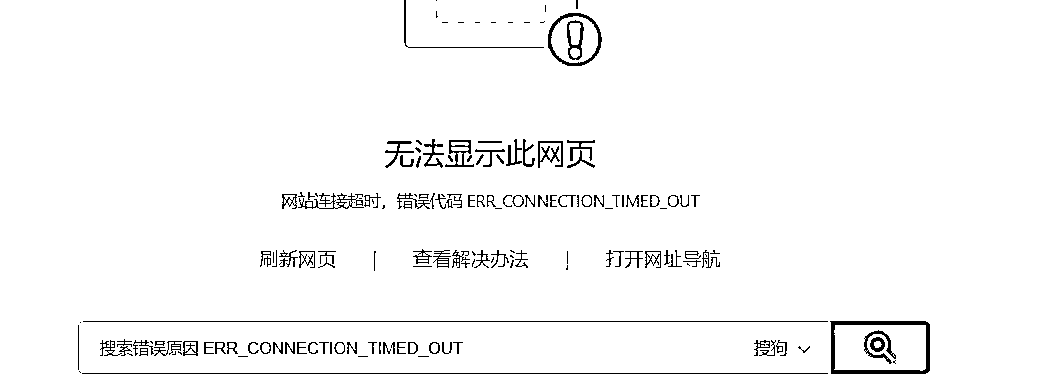 无法显示此网页
网站连接超时，错误代码 ERR_CONNECTION_TIMED_OUT
刷新网页 | 查看解决办法 | 打开网址导航
搜索错误原因 ERR_CONNECTION_TIMED_OUT 搜狗